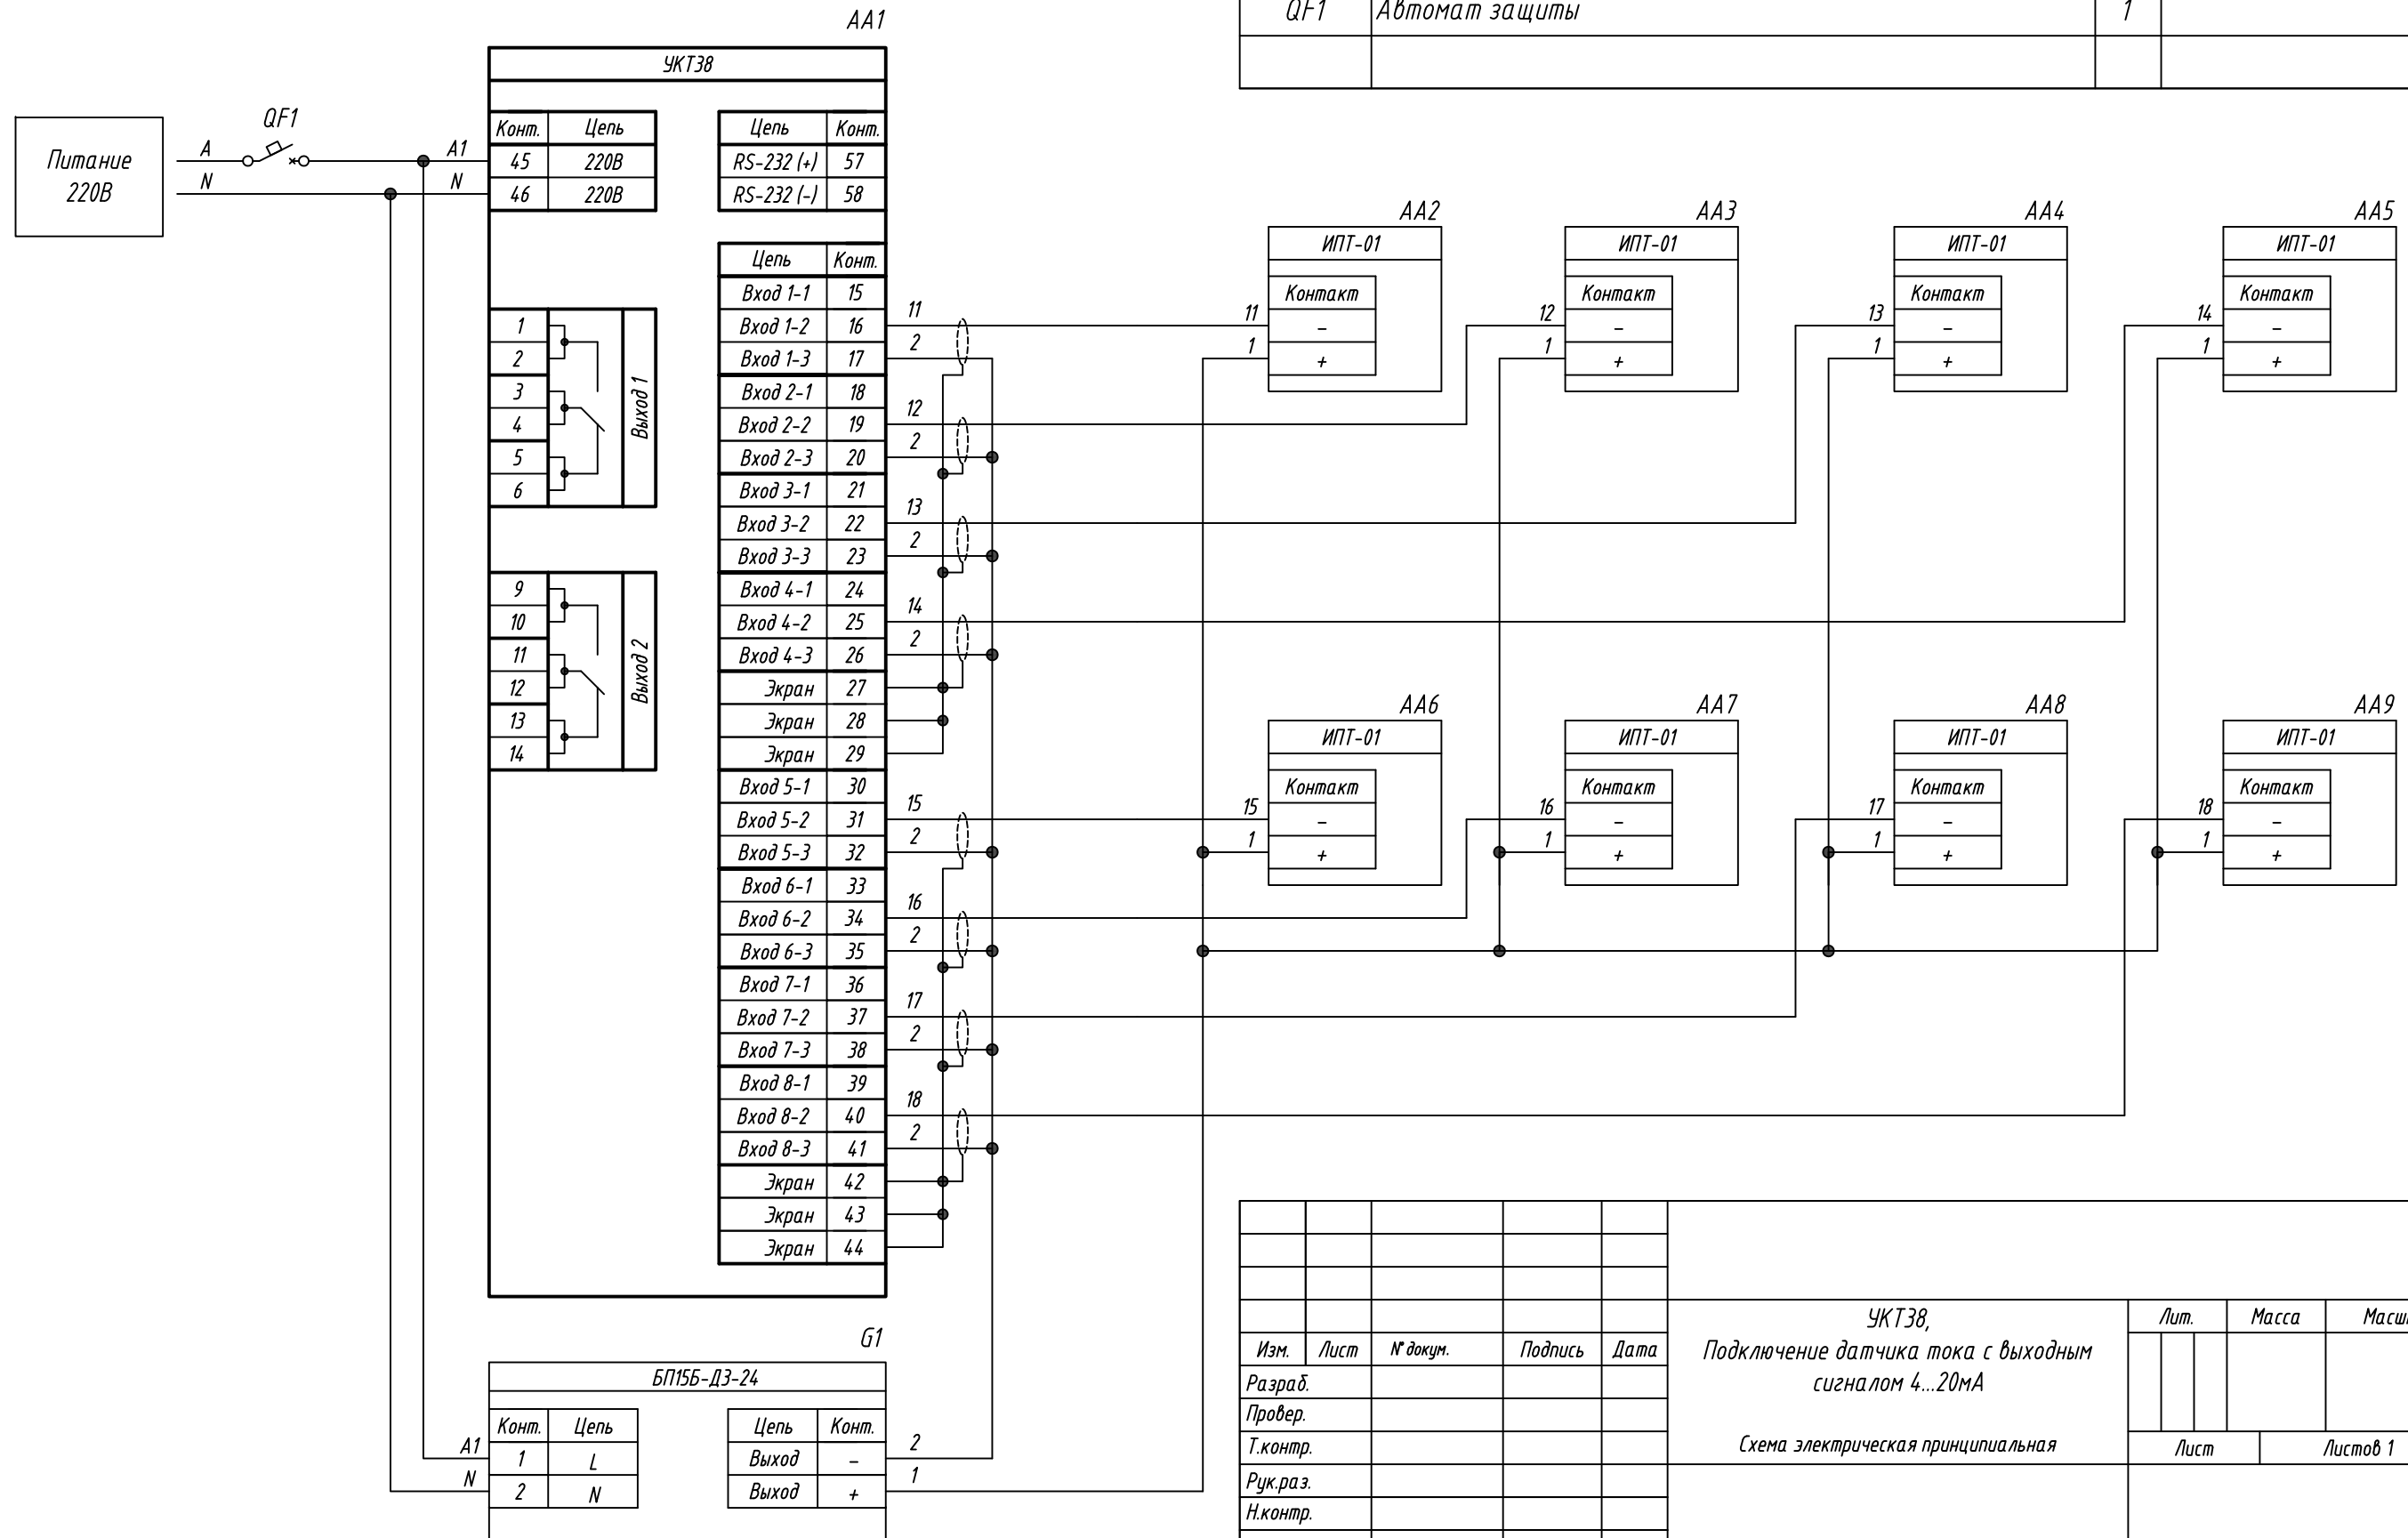 QF1 Автомат защиты 1
АА1
УКТ38
Питание
220В
QF1
А
N
А1
N
Конт. Цепь
45 220В
46 220В
Цепь Конт.
RS-232 (+) 57
RS-232 (-) 58
Цепь Конт.
Вход 1-1 15
Вход 1-2 16
Вход 1-3 17
Вход 2-1 18
Вход 2-2 19
Вход 2-3 20
Вход 3-1 21
Вход 3-2 22
Вход 3-3 23
Вход 4-1 24
Вход 4-2 25
Вход 4-3 26
Экран 27
Экран 28
Экран 29
Вход 5-1 30
Вход 5-2 31
Вход 5-3 32
Вход 6-1 33
Вход 6-2 34
Вход 6-3 35
Вход 7-1 36
Вход 7-2 37
Вход 7-3 38
Вход 8-1 39
Вход 8-2 40
Вход 8-3 41
Экран 42
Экран 43
Экран 44
1
2
3
4
5
6
Выход 1
9
10
11
12
13
14
Выход 2
11
2
12
2
13
2
14
2
15
2
16
2
17
2
18
2
АА2
ИПТ-01
Контакт
11 -
1 +
АА3
ИПТ-01
Контакт
12 -
1 +
АА4
ИПТ-01
Контакт
13 -
1 +
АА5
ИПТ-01
Контакт
14 -
1 +
АА6
ИПТ-01
Контакт
15 -
1 +
АА7
ИПТ-01
Контакт
16 -
1 +
АА8
ИПТ-01
Контакт
17 -
1 +
АА9
ИПТ-01
Контакт
18 -
1 +
G1
БП15Б-Д3-24
Конт. Цепь
А1 1 L
N 2 N
Цепь Конт.
Выход - 2
Выход + 1
Изм. Лист № докум. Подпись Дата
Разраб.
Провер.
Т.контр.
Рук.раз.
Н.контр.
УКТ38,
Подключение датчика тока с выходным
сигналом 4...20мА
Схема электрическая принципиальная
Лит. Масса
Лист Листов 1